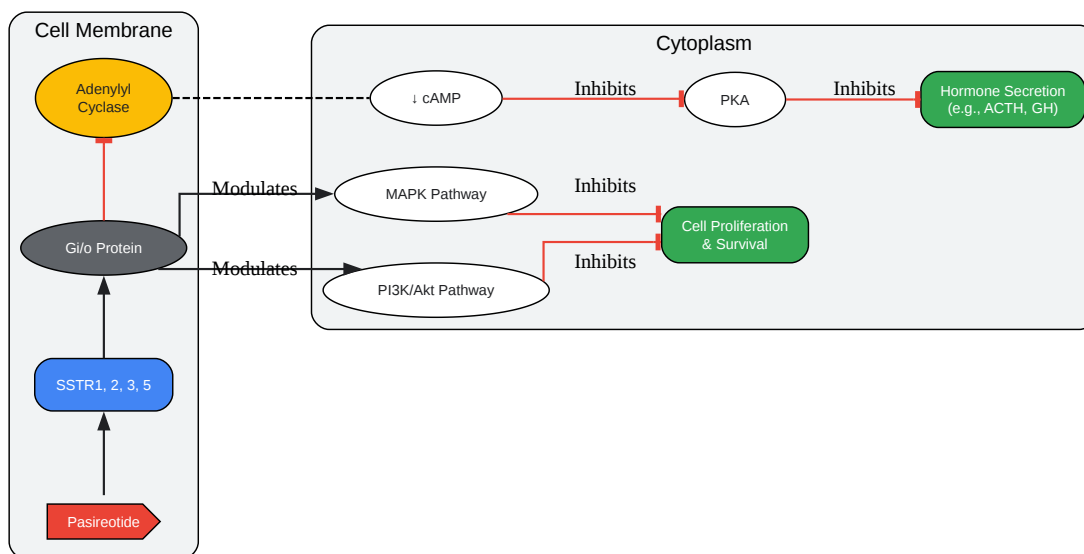 Cell Membrane
Cytoplasm
Adenylyl
Cyclase
↓ cAMP
Inhibits
PKA
Inhibits
Hormone Secretion
(e.g., ACTH, GH)
Modulates
MAPK Pathway
Inhibits
Cell Proliferation
& Survival
Gi/o Protein
Modulates
Inhibits
PI3K/Akt Pathway
SSTR1, 2, 3, 5
Pasireotide